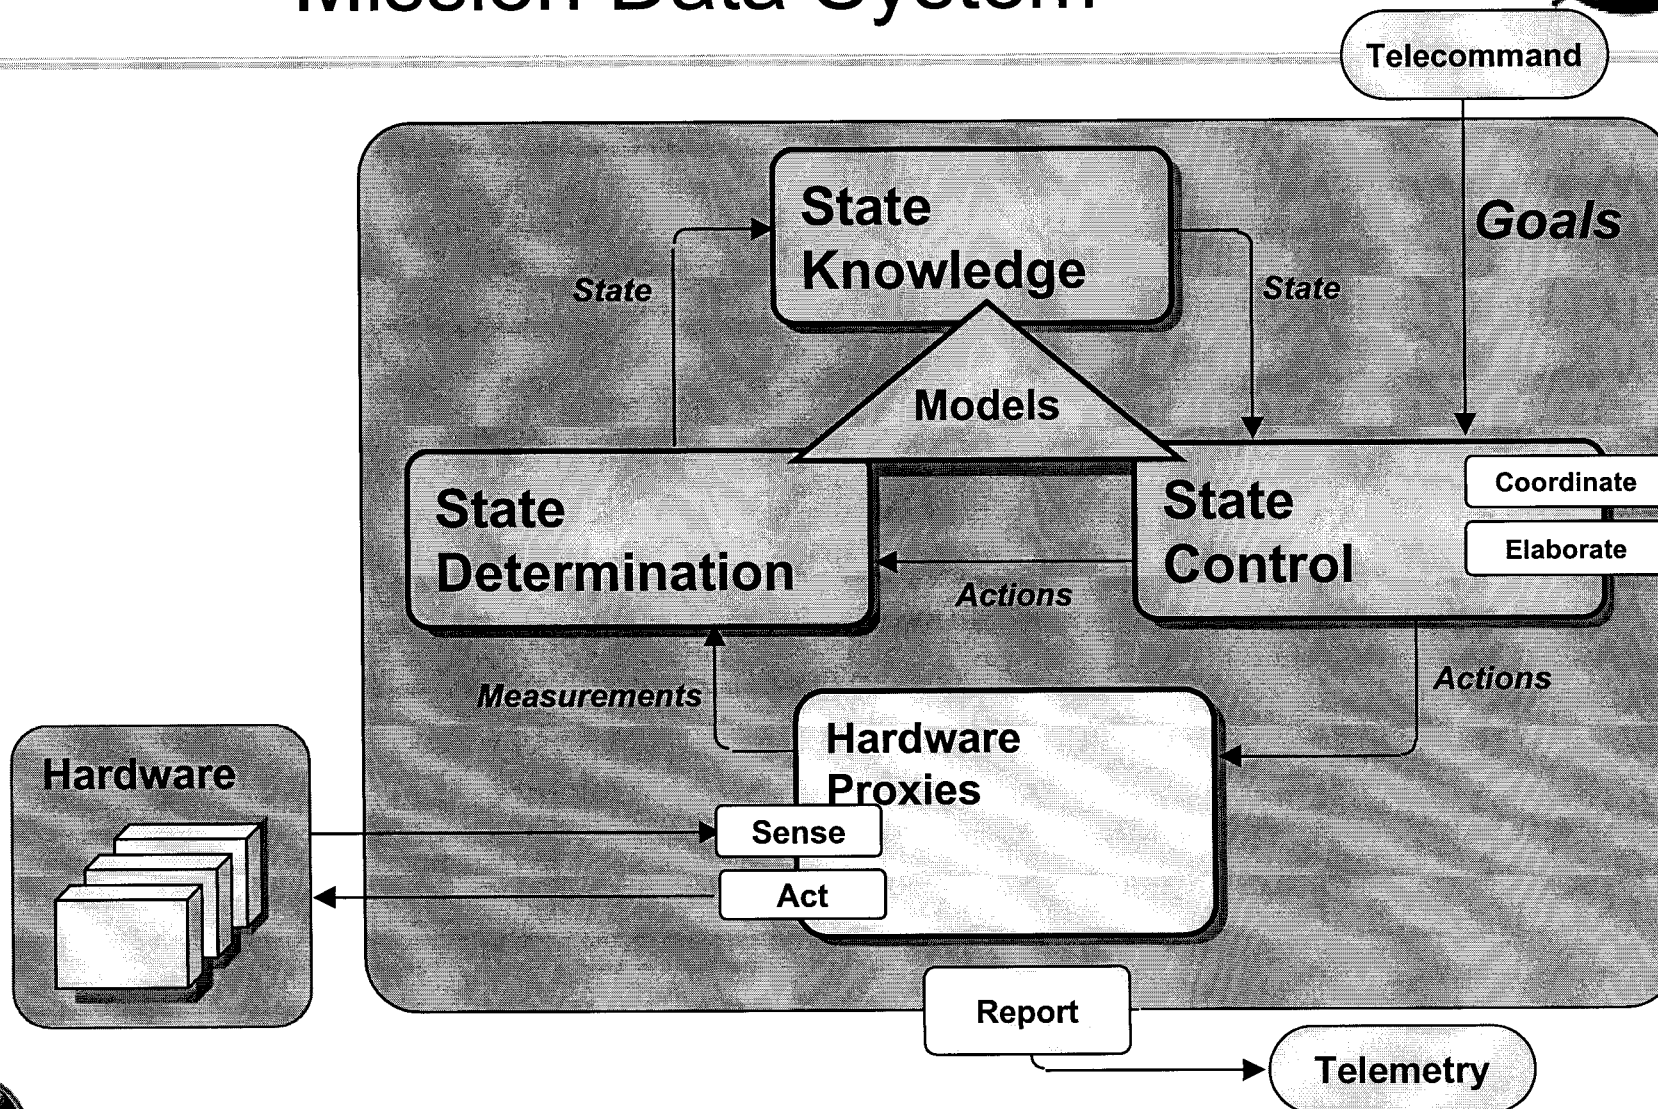 Mission Data System
Telecommand
State
Knowledge
Goals
State
State
Models
State
Determination
State
Control
Coordinate
Elaborate
Actions
Measurements
Actions
Hardware
Proxies
Hardware
Sense
Act
Report
Telemetry